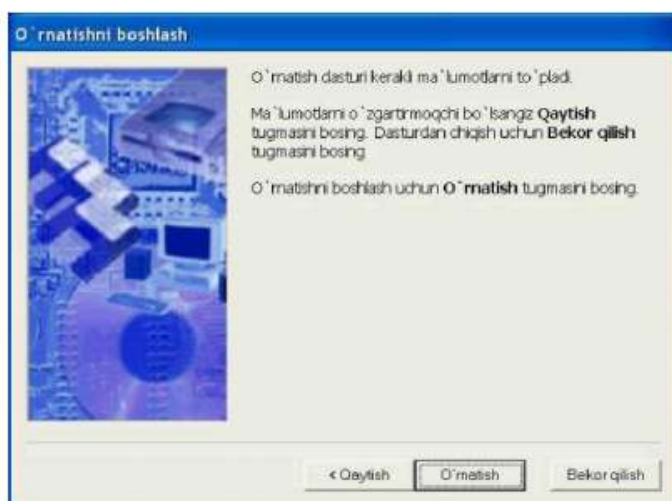 O`rnatishni boshlash
O`rnatish dasturi kerakli ma`lumotlarni to`pladi.
Ma`lumotlarni o`zgartirmoqchi bo`lsangiz Qaytish
tugmasini bosing. Dasturdan chiqish uchun Bekor qilish
tugmasini bosing
O`rnatishni boshlash uchun O`rnatish tugmasini bosing.
< Qaytish
O`rnatish
Bekor qilish